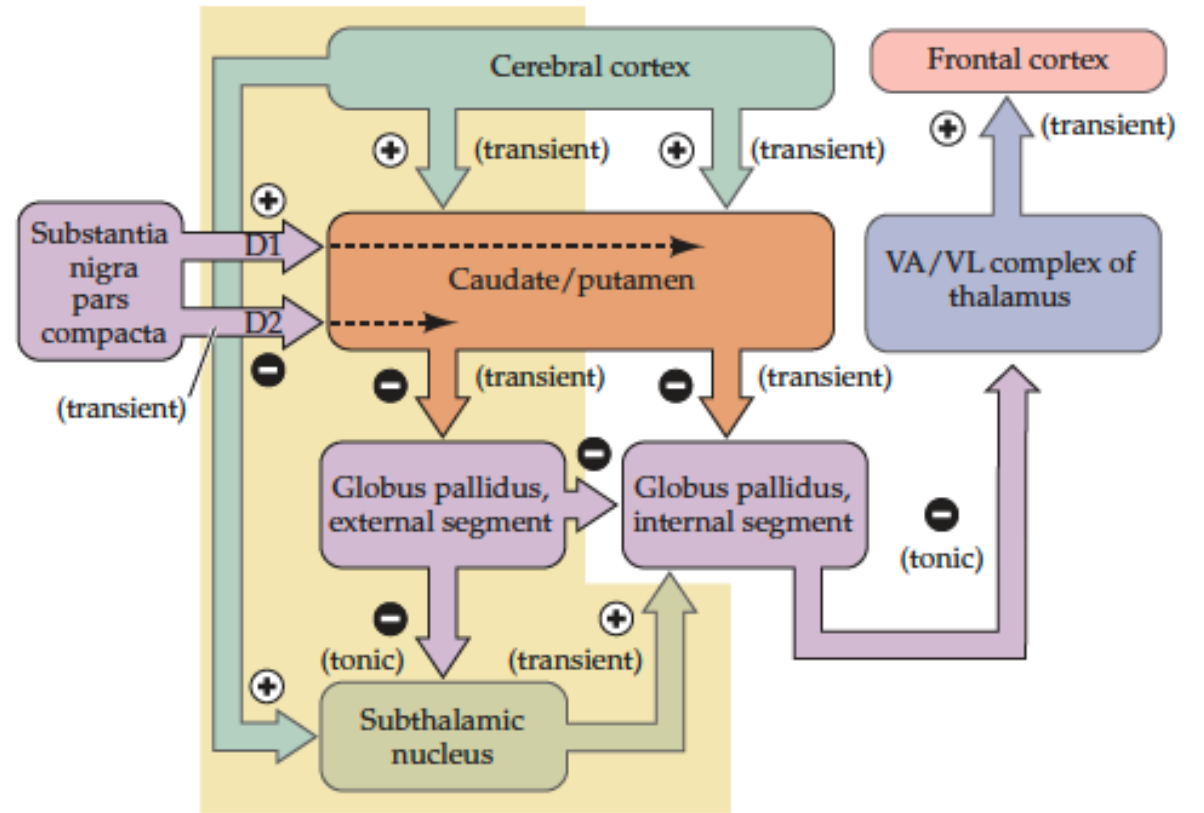 Cerebral cortex
Frontal cortex
+
(transient)
+
(transient)
+
(transient)
Substantia
nigra
pars
compacta
+
D1
D2
−
(transient)
Caudate/putamen
VA/VL complex of
thalamus
−
(transient)
−
(transient)
Globus pallidus,
external segment
−
Globus pallidus,
internal segment
−
(tonic)
−
(tonic)
+
(transient)
+
Subthalamic
nucleus